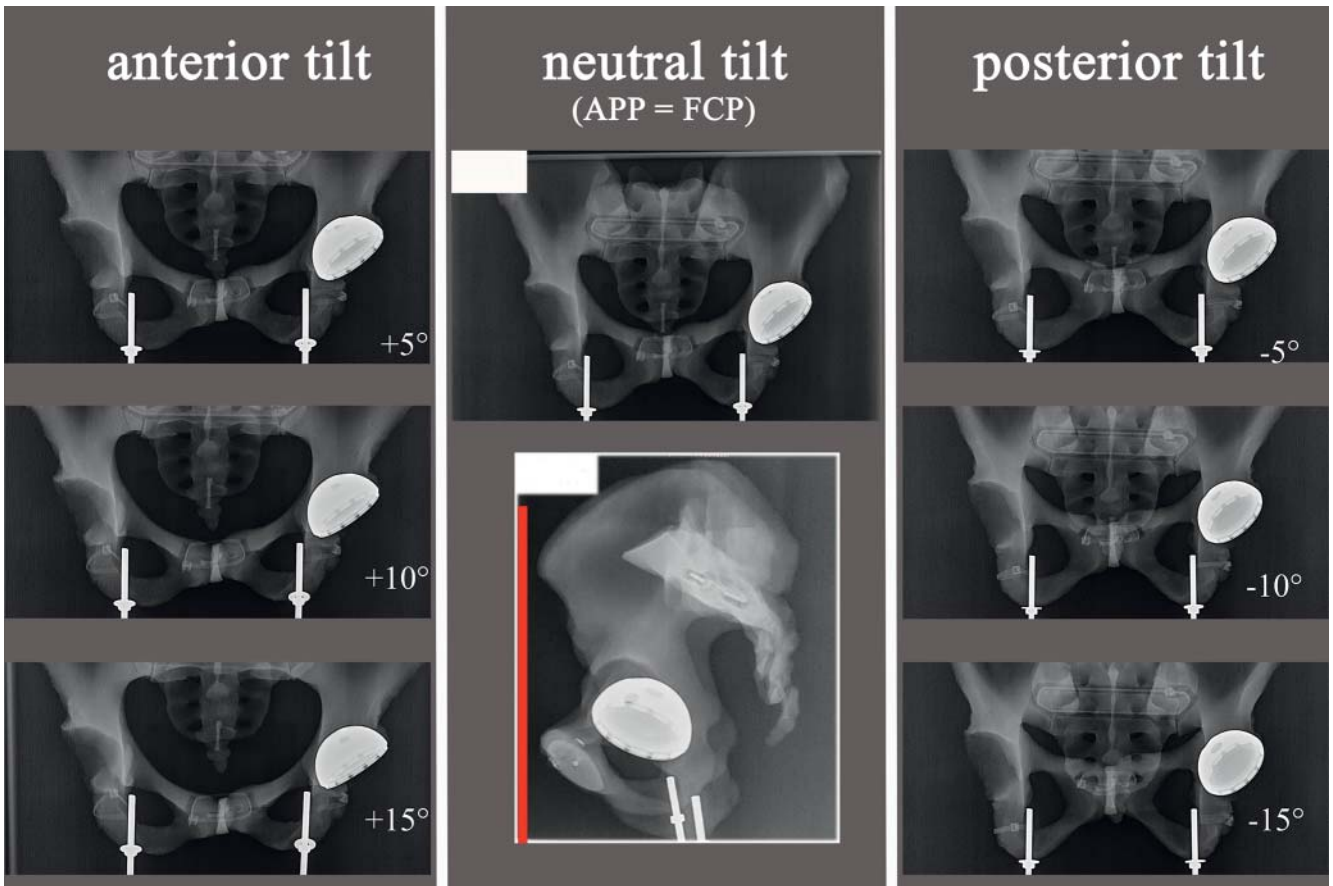 anterior tilt
+5°
+10°
+15°
neutral tilt
(APP = FCP)
posterior tilt
-5°
-10°
-15°